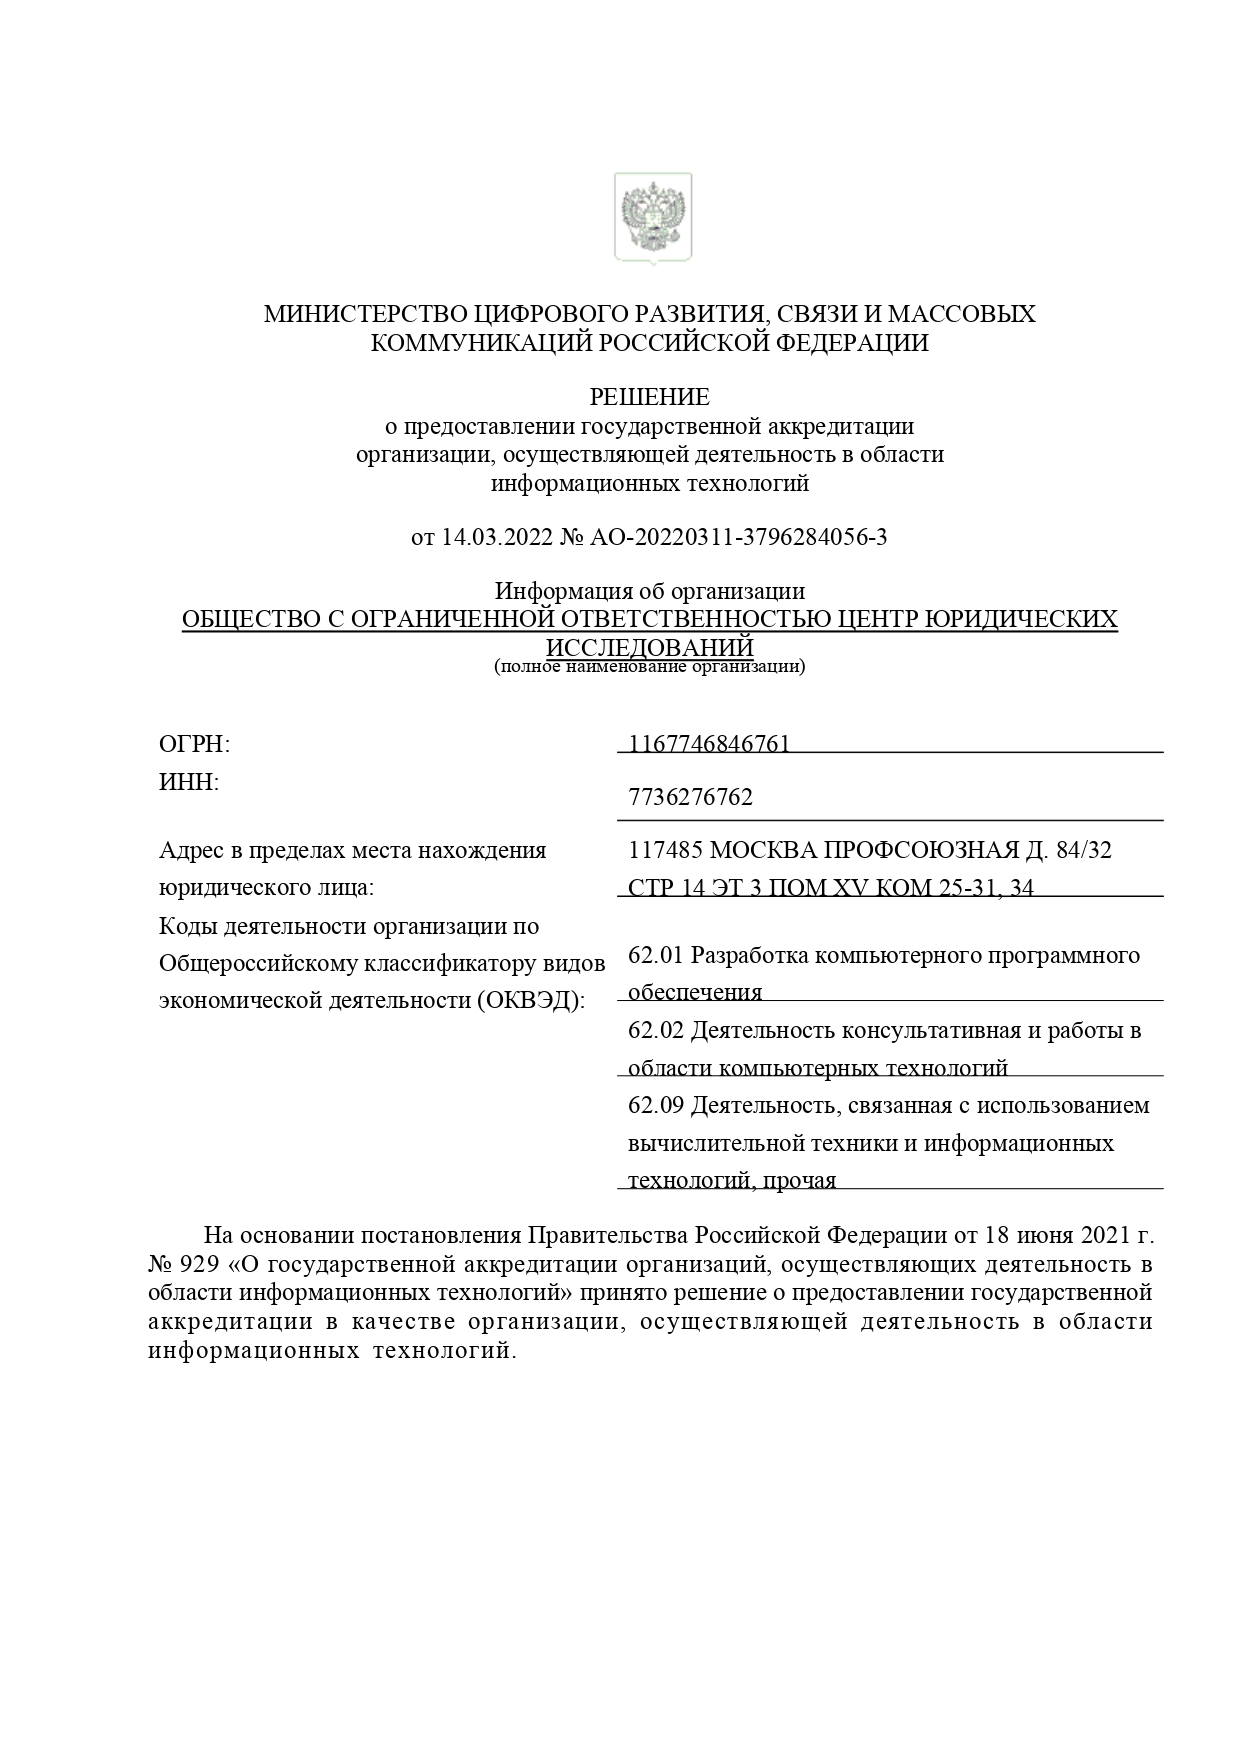 МИНИСТЕРСТВО ЦИФРОВОГО РАЗВИТИЯ, СВЯЗИ И МАССОВЫХ
КОММУНИКАЦИЙ РОССИЙСКОЙ ФЕДЕРАЦИИ
РЕШЕНИЕ
о предоставлении государственной аккредитации
организации, осуществляющей деятельность в области
информационных технологий
от 14.03.2022 № АО-20220311-3796284056-3
Информация об организации
ОБЩЕСТВО С ОГРАНИЧЕННОЙ ОТВЕТСТВЕННОСТЬЮ ЦЕНТР ЮРИДИЧЕСКИХ
ИССЛЕДОВАНИЙ
(полное наименование организации)
ОГРН:
1167746846761
ИНН:
7736276762
Адрес в пределах места нахождения
юридического лица:
117485 МОСКВА ПРОФСОЮЗНАЯ Д. 84/32
СТР 14 ЭТ 3 ПОМ XV КОМ 25-31, 34
Коды деятельности организации по
Общероссийскому классификатору видов
экономической деятельности (ОКВЭД):
62.01 Разработка компьютерного программного
обеспечения
62.02 Деятельность консультативная и работы в
области компьютерных технологий
62.09 Деятельность, связанная с использованием
вычислительной техники и информационных
технологий, прочая
На основании постановления Правительства Российской Федерации от 18 июня 2021 г.
№ 929 «О государственной аккредитации организаций, осуществляющих деятельность в
области информационных технологий» принято решение о предоставлении государственной
аккредитации в качестве организации, осуществляющей деятельность в области
информационных технологий.